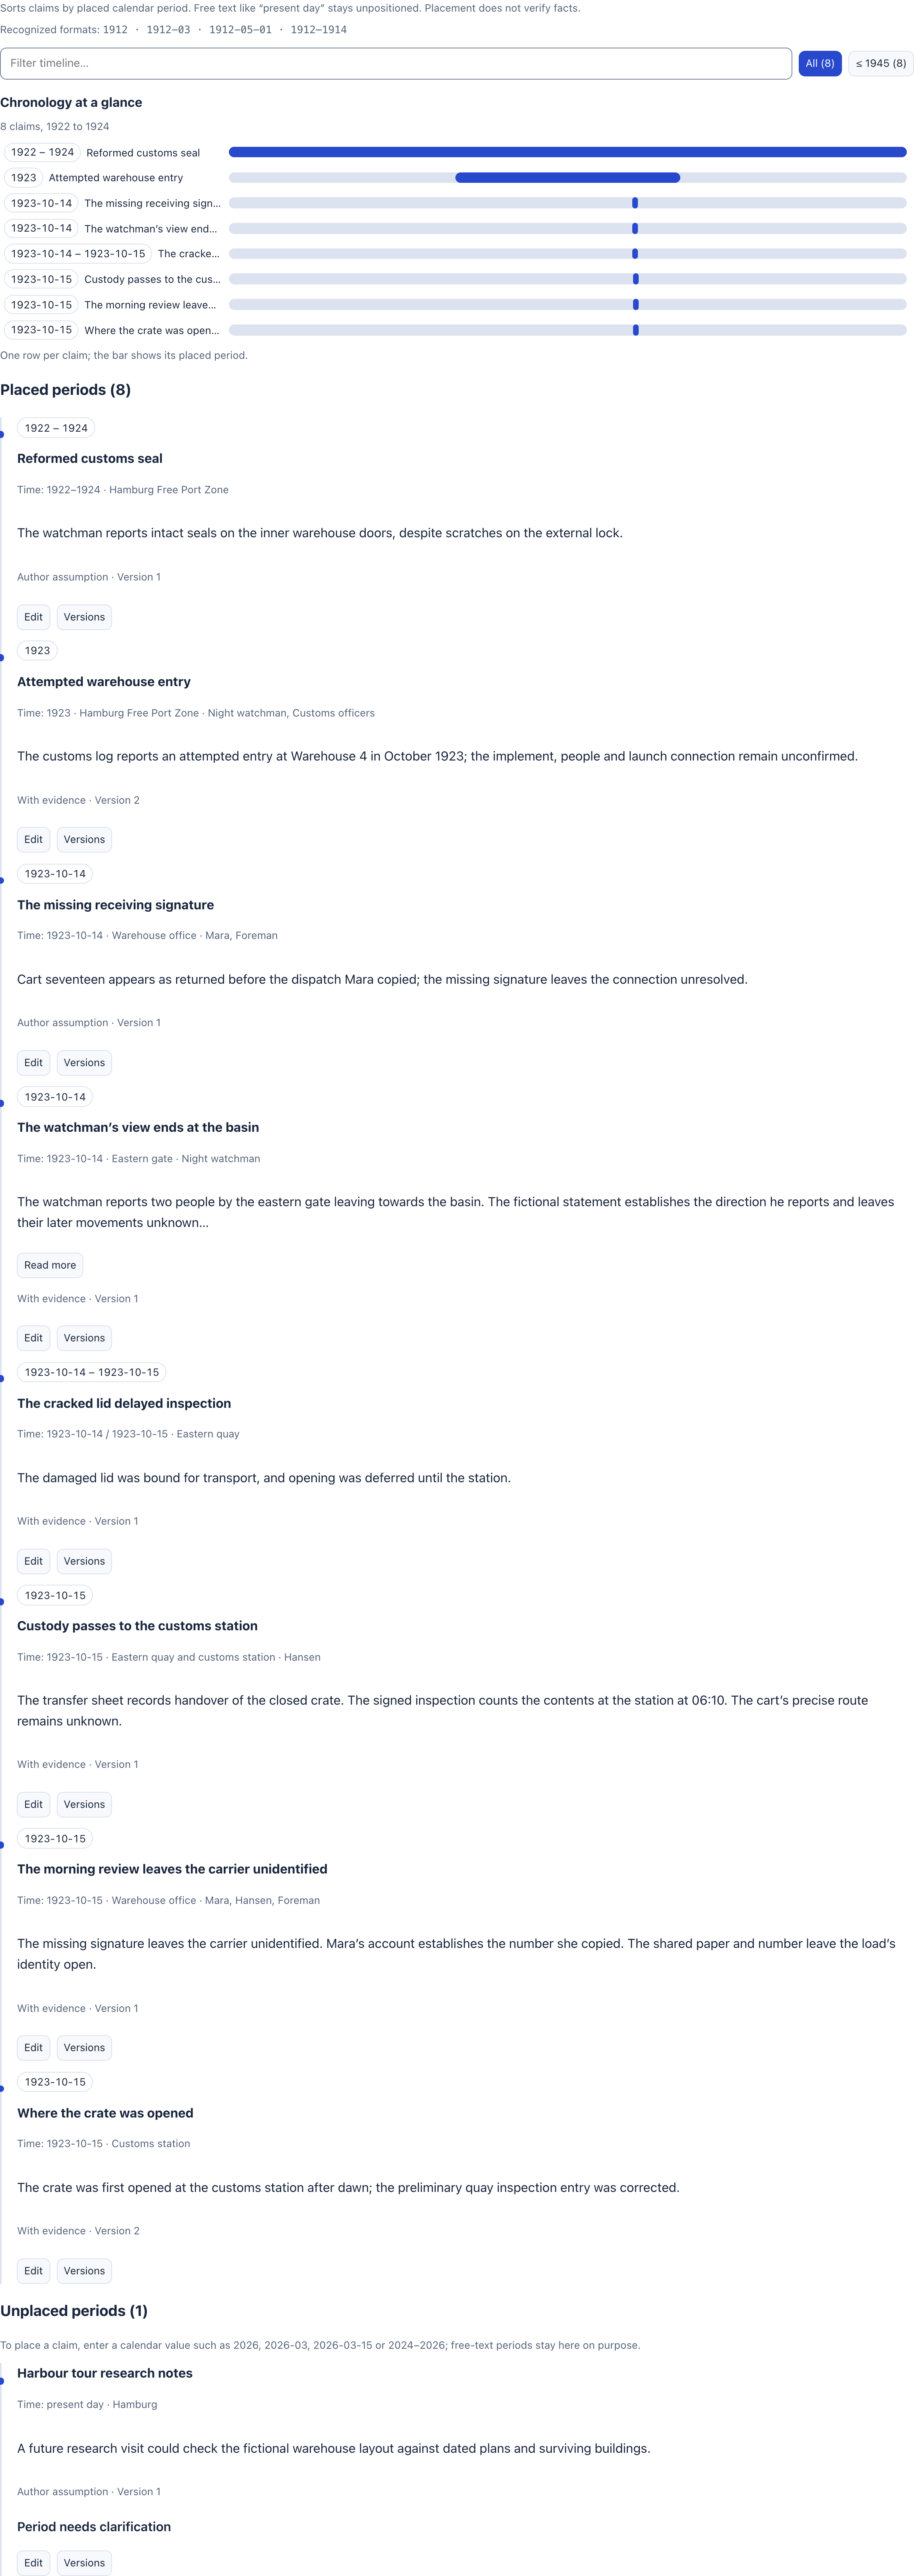 Sorts claims by placed calendar period. Free text like “present day” stays unpositioned. Placement does not verify facts.
Recognized formats: 1912 · 1912–03 · 1912–05–01 · 1912–1914
Filter timeline...
All (8)
≤ 1945 (8)
Chronology at a glance
8 claims, 1922 to 1924
1922 – 1924 Reformed customs seal
1923 Attempted warehouse entry
1923-10-14 The missing receiving sign...
1923-10-14 The watchman’s view end...
1923-10-14 – 1923-10-15 The cracke...
1923-10-15 Custody passes to the cus...
1923-10-15 The morning review leave...
1923-10-15 Where the crate was open...
One row per claim; the bar shows its placed period.
Placed periods (8)
1922 – 1924
Reformed customs seal
Time: 1922–1924 · Hamburg Free Port Zone
The watchman reports intact seals on the inner warehouse doors, despite scratches on the external lock.
Author assumption · Version 1
Edit Versions
1923
Attempted warehouse entry
Time: 1923 · Hamburg Free Port Zone · Night watchman, Customs officers
The customs log reports an attempted entry at Warehouse 4 in October 1923; the implement, people and launch connection remain unconfirmed.
With evidence · Version 2
Edit Versions
1923-10-14
The missing receiving signature
Time: 1923-10-14 · Warehouse office · Mara, Foreman
Cart seventeen appears as returned before the dispatch Mara copied; the missing signature leaves the connection unresolved.
Author assumption · Version 1
Edit Versions
1923-10-14
The watchman’s view ends at the basin
Time: 1923-10-14 · Eastern gate · Night watchman
The watchman reports two people by the eastern gate leaving towards the basin. The fictional statement establishes the direction he reports and leaves
their later movements unknown...
Read more
With evidence · Version 1
Edit Versions
1923-10-14 – 1923-10-15
The cracked lid delayed inspection
Time: 1923-10-14 / 1923-10-15 · Eastern quay
The damaged lid was bound for transport, and opening was deferred until the station.
With evidence · Version 1
Edit Versions
1923-10-15
Custody passes to the customs station
Time: 1923-10-15 · Eastern quay and customs station · Hansen
The transfer sheet records handover of the closed crate. The signed inspection counts the contents at the station at 06:10. The cart’s precise route
remains unknown.
With evidence · Version 1
Edit Versions
1923-10-15
The morning review leaves the carrier unidentified
Time: 1923-10-15 · Warehouse office · Mara, Hansen, Foreman
The missing signature leaves the carrier unidentified. Mara’s account establishes the number she copied. The shared paper and number leave the load’s
identity open.
With evidence · Version 1
Edit Versions
1923-10-15
Where the crate was opened
Time: 1923-10-15 · Customs station
The crate was first opened at the customs station after dawn; the preliminary quay inspection entry was corrected.
With evidence · Version 2
Edit Versions
Unplaced periods (1)
To place a claim, enter a calendar value such as 2026, 2026-03, 2026-03-15 or 2024–2026; free-text periods stay here on purpose.
Harbour tour research notes
Time: present day · Hamburg
A future research visit could check the fictional warehouse layout against dated plans and surviving buildings.
Author assumption · Version 1
Period needs clarification
Edit Versions